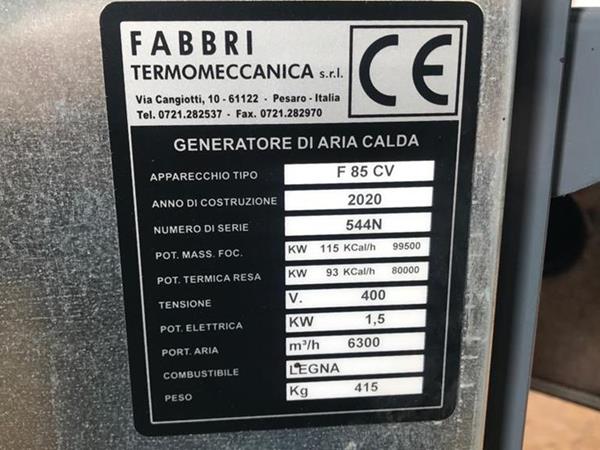 FABBRI
TERMOMECCANICA s.r.l.
CE
Via Cangiotti, 10 - 61122 - Pesaro - Italia
Tel. 0721.282537 - Fax. 0721.282970
GENERATORE DI ARIA CALDA
APPARECCHIO TIPO F 85 CV
ANNO DI COSTRUZIONE 2020
NUMERO DI SERIE 544N
POT. MASS. FOC. KW 115 KCal/h 99500
POT. TERMICA RESA KW 93 KCal/h 80000
TENSIONE V. 400
POT. ELETTRICA KW 1,5
PORT. ARIA m³/h 6300
COMBUSTIBILE LEGNA
PESO Kg 415